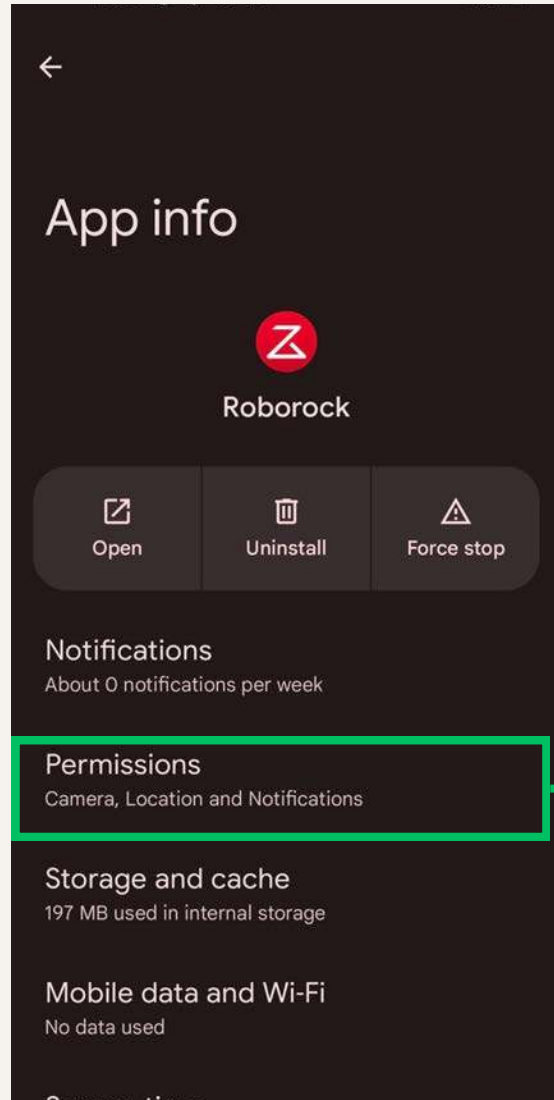 App info
Roborock
Open
Uninstall
Force stop
Notifications
About 0 notifications per week
Permissions
Camera, Location and Notifications
Storage and cache
197 MB used in internal storage
Mobile data and Wi-Fi
No data used